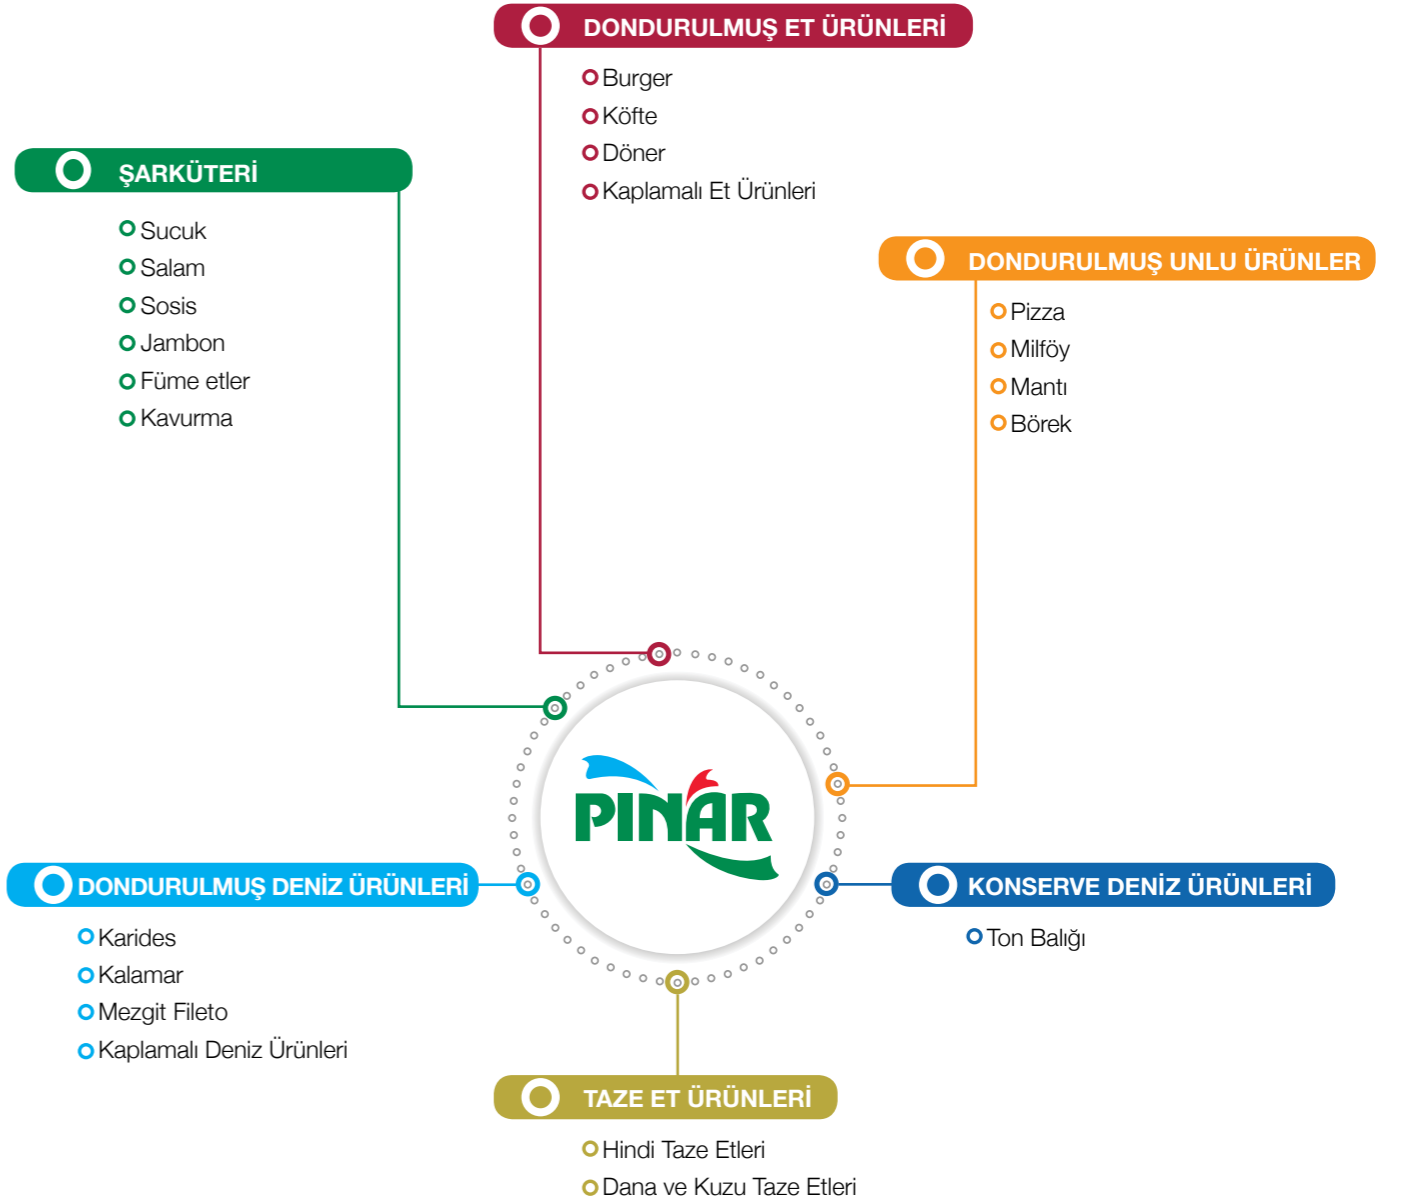 DONDURULMUŞ ET ÜRÜNLERİ
Burger
Köfte
Döner
Kaplamalı Et Ürünleri
ŞARKÜTERİ
Sucuk
Salam
Sosis
Jambon
Füme etler
Kavurma
DONDURULMUŞ UNLU ÜRÜNLER
Pizza
Milföy
Mantı
Börek
PINAR
DONDURULMUŞ DENİZ ÜRÜNLERİ
Karides
Kalamar
Mezgit Fileto
Kaplamalı Deniz Ürünleri
KONSERVE DENİZ ÜRÜNLERİ
Ton Balığı
TAZE ET ÜRÜNLERİ
Hindi Taze Etleri
Dana ve Kuzu Taze Etleri